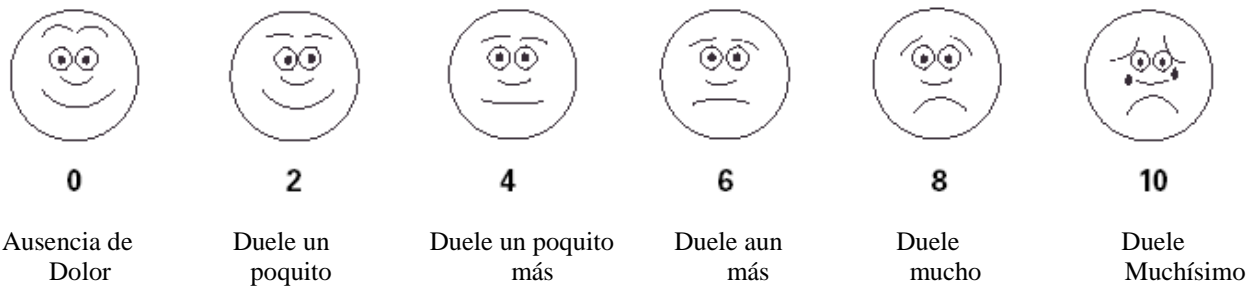 0 2 4 6 8 10
Ausencia de Duele un Duele un poquito Duele aun Duele Duele
Dolor poquito más más mucho Muchísimo